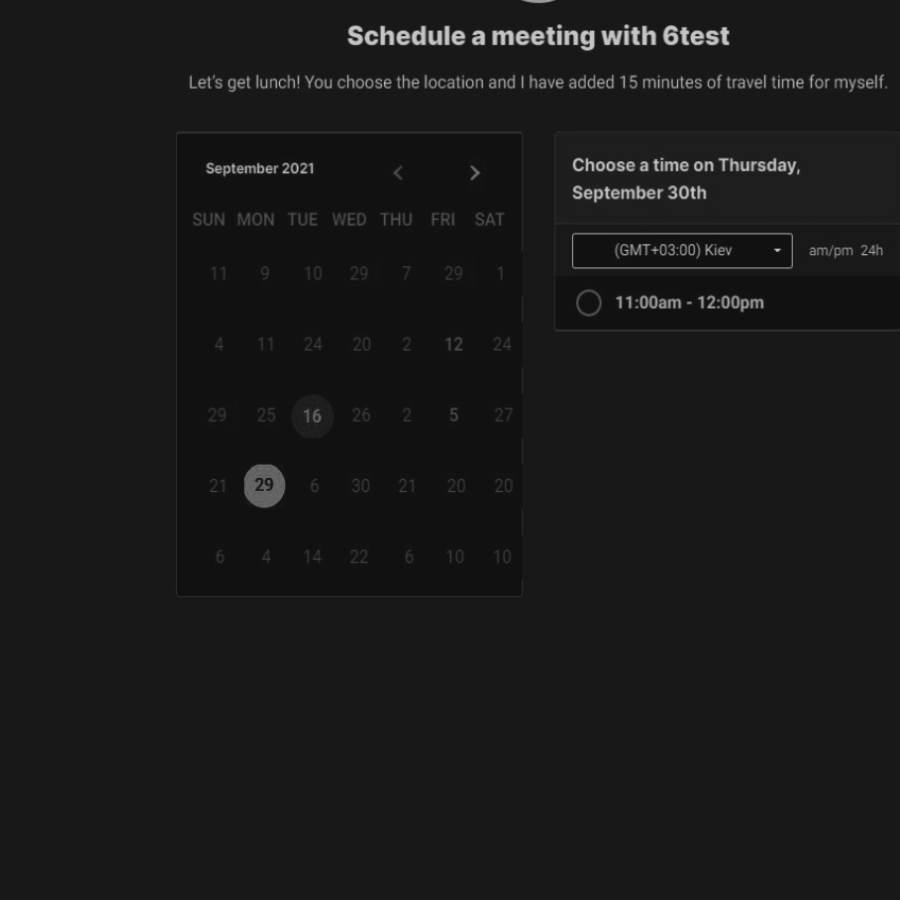 Schedule a meeting with 6test
Let's get lunch! You choose the location and I have added 15 minutes of travel time for myself.
September 2021
SUN MON TUE WED THU FRI SAT
11 9 10 29 7 29 1
4 11 24 20 2 12 24
29 25 16 26 2 5 27
21 29 6 30 21 20 20
6 4 14 22 6 10 10
Choose a time on Thursday,
September 30th
(GMT+03:00) Kiev am/pm 24h
11:00am - 12:00pm